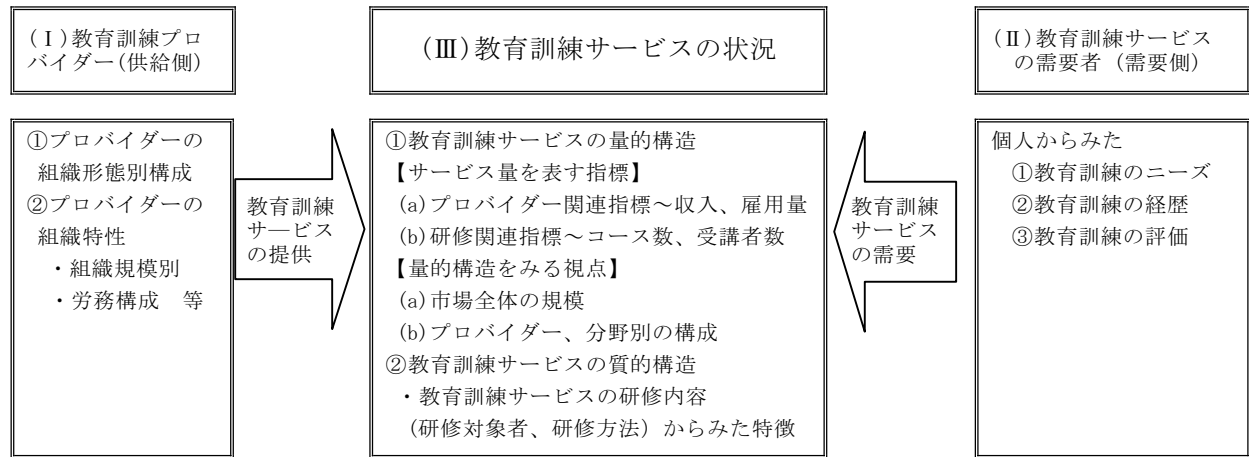 (Ⅰ)教育訓練プロ
バイダー(供給側)
(Ⅲ)教育訓練サービスの状況
(Ⅱ)教育訓練サービス
の需要者(需要側)
①プロバイダーの
組織形態別構成
②プロバイダーの
組織特性
・組織規模別
・労務構成 等
教育訓練
サ―ビス
の提供
①教育訓練サービスの量的構造
【サービス量を表す指標】
(a)プロバイダー関連指標~収入、雇用量
(b)研修関連指標~コース数、受講者数
【量的構造をみる視点】
(a)市場全体の規模
(b)プロバイダー、分野別の構成
②教育訓練サービスの質的構造
・教育訓練サービスの研修内容
(研修対象者、研修方法)からみた特徴
教育訓練
サービス
の需要
個人からみた
①教育訓練のニーズ
②教育訓練の経歴
③教育訓練の評価